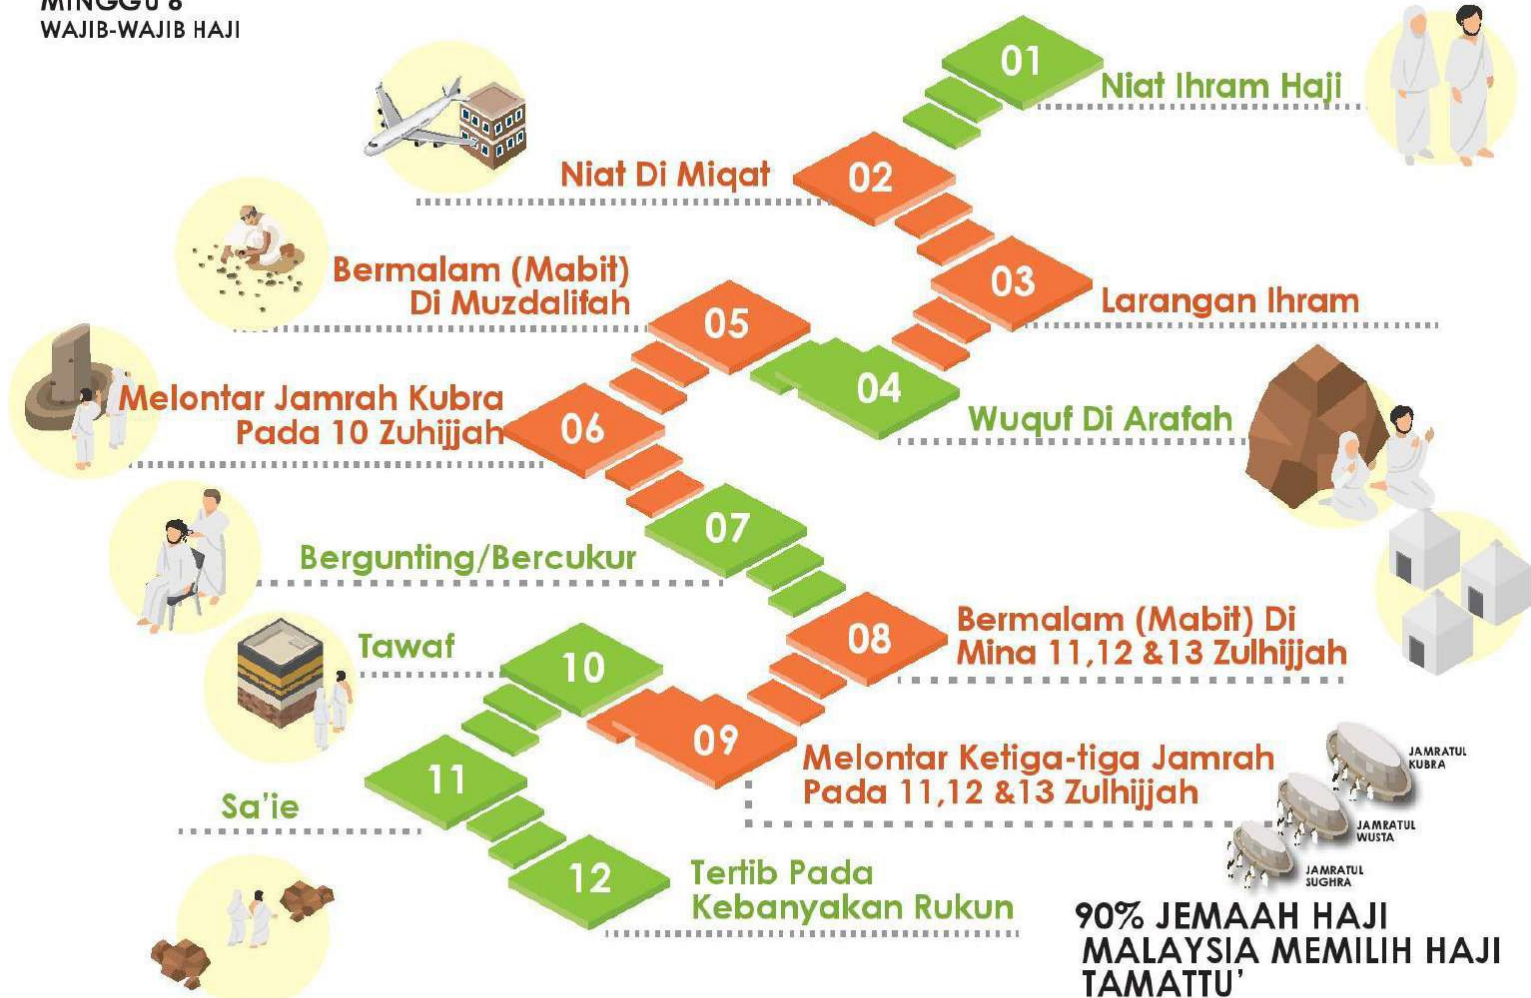 MINGGU 8
WAJIB-WAJIB HAJI
01
Niat Ihram Haji
02
Niat Di Miqat
03
Larangan Ihram
04
Wuquf Di Arafah
05
Bermalam (Mabit)
Di Muzdalifah
06
Melontar Jamrah Kubra
Pada 10 Zuhijjah
07
Bergunting/Bercukur
08
Bermalam (Mabit) Di
Mina 11,12 &13 Zulhijjah
09
Melontar Ketiga-tiga Jamrah
Pada 11,12 &13 Zulhijjah
JAMRATUL
KUBRA
JAMRATUL
WUSTA
JAMRATUL
SUGHRA
10
Tawaf
11
Sa'ie
12
Tertib Pada
Kebanyakan Rukun
90% JEMAAH HAJI
MALAYSIA MEMILIH HAJI
TAMATTU'